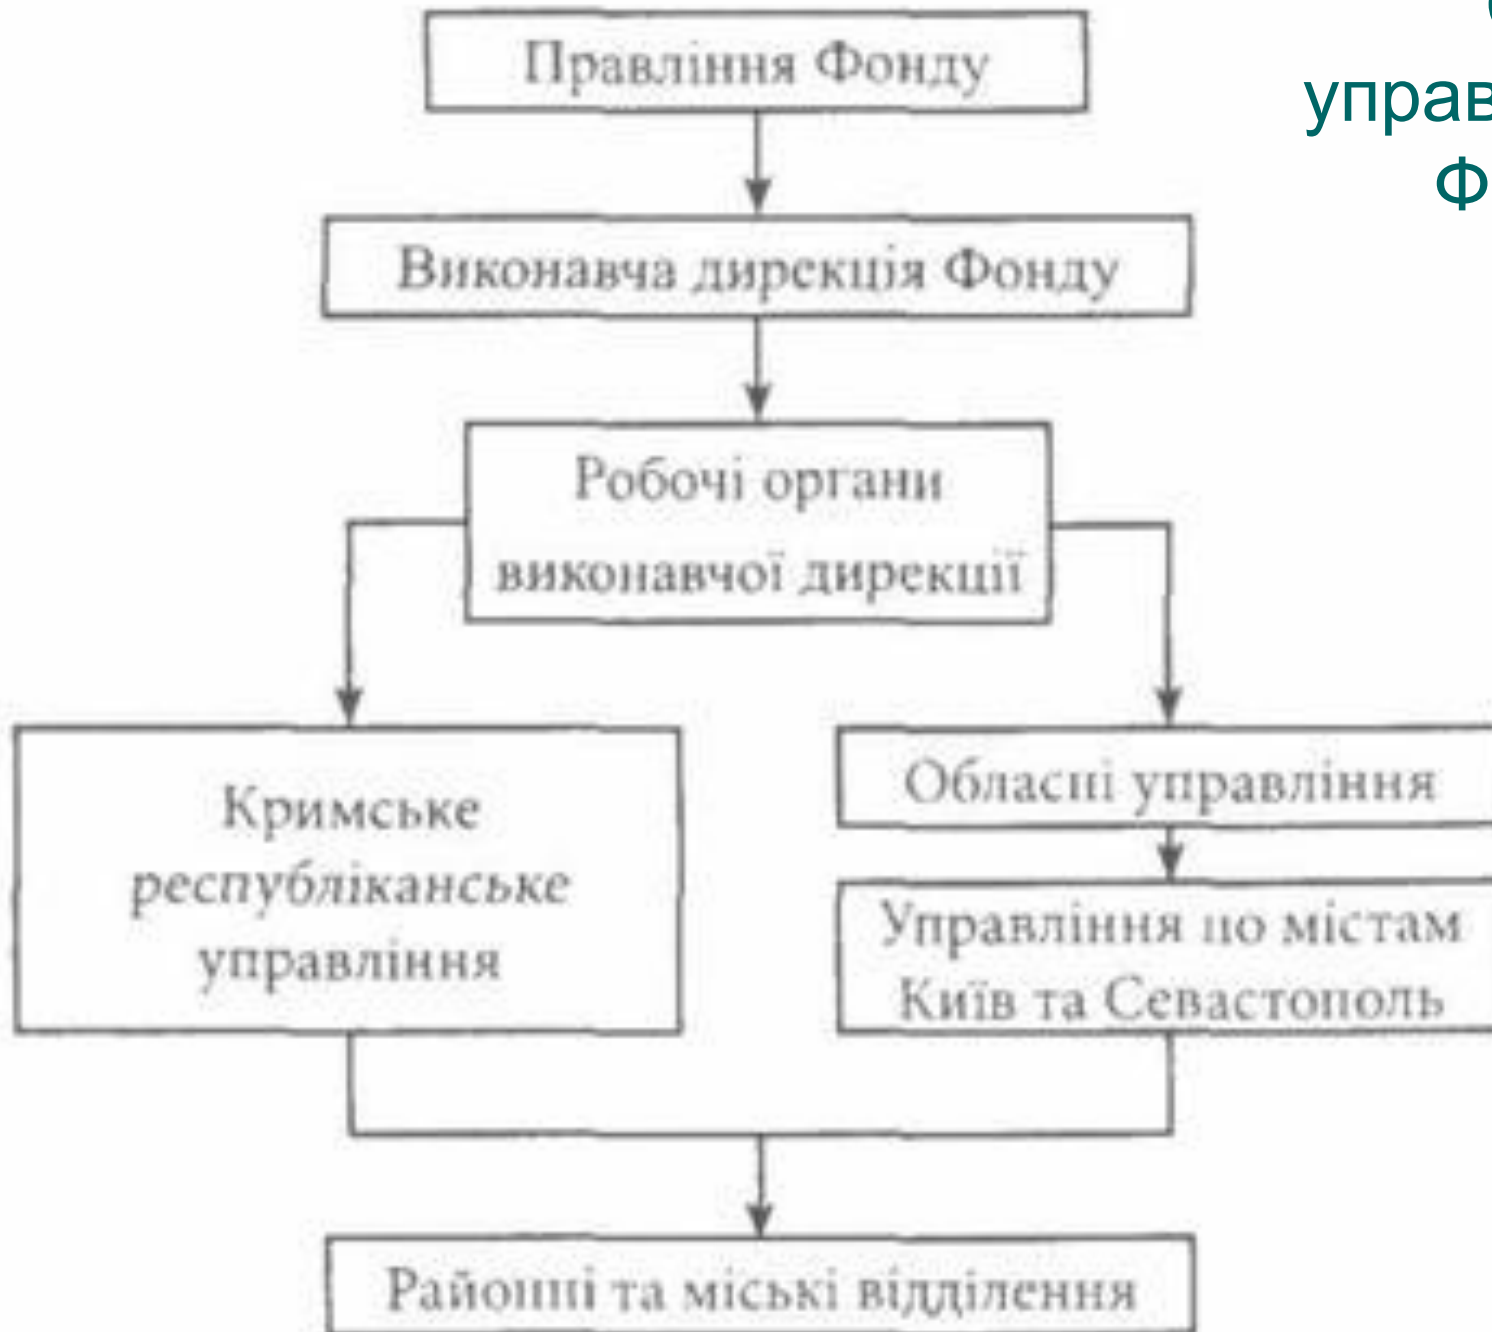 Правління Фонду
Виконавча дирекція Фонду
Робочі органи
виконавчої дирекції
Кримське
республіканське
управління
Обласні управління
Управління по містам
Київ та Севастополь
Районні та міські відділення